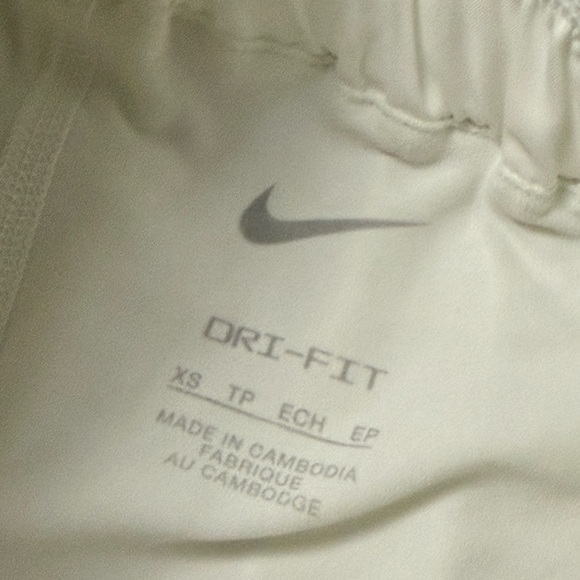 DRI-FIT
XS TP ECH EP
MADE IN CAMBODIA
FABRIQUE
AU CAMBODGE